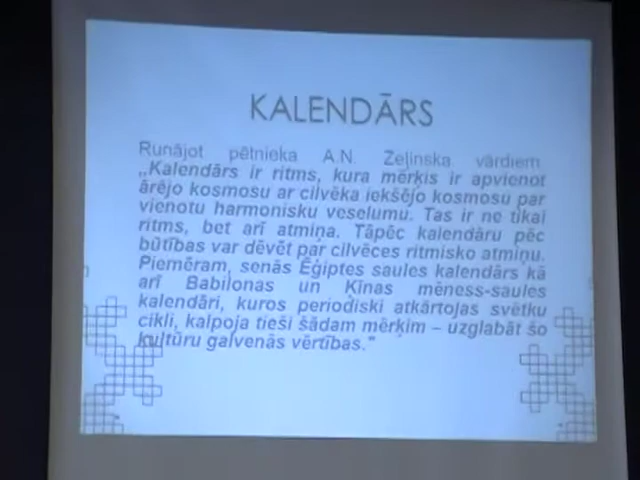 KALENDĀRS
Runājot pētnieka A.N. Zeļinska vārdiem
„Kalendārs ir ritms, kura mērķis ir apvienot
ārējo kosmosu ar cilvēka iekšējo kosmosu par
vienotu harmonisku veselumu. Tas ir ne tikai
ritms, bet arī atmiņa. Tāpēc kalendāru pēc
būtības var dēvēt par cilvēces ritmisko atmiņu.
Piemēram, senās Ēģiptes saules kalendārs kā
arī Babilonas un Ķīnas mēness-saules
kalendāri, kuros periodiski atkārtojas svētku
cikli, kalpoja tieši šādam mērķim – uzglabāt šo
kultūru galvenās vērtības.“